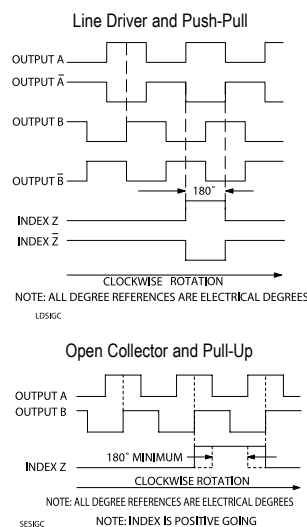 Line Driver and Push-Pull
OUTPUT A
OUTPUT A̅
OUTPUT B
OUTPUT B̅
180°
INDEX Z
INDEX Z̅
CLOCKWISE ROTATION
NOTE: ALL DEGREE REFERENCES ARE ELECTRICAL DEGREES
LDSIGC
Open Collector and Pull-Up
OUTPUT A
OUTPUT B
180° MINIMUM
INDEX Z
CLOCKWISE ROTATION
NOTE: ALL DEGREE REFERENCES ARE ELECTRICAL DEGREES
SESIGC
NOTE: INDEX IS POSITIVE GOING